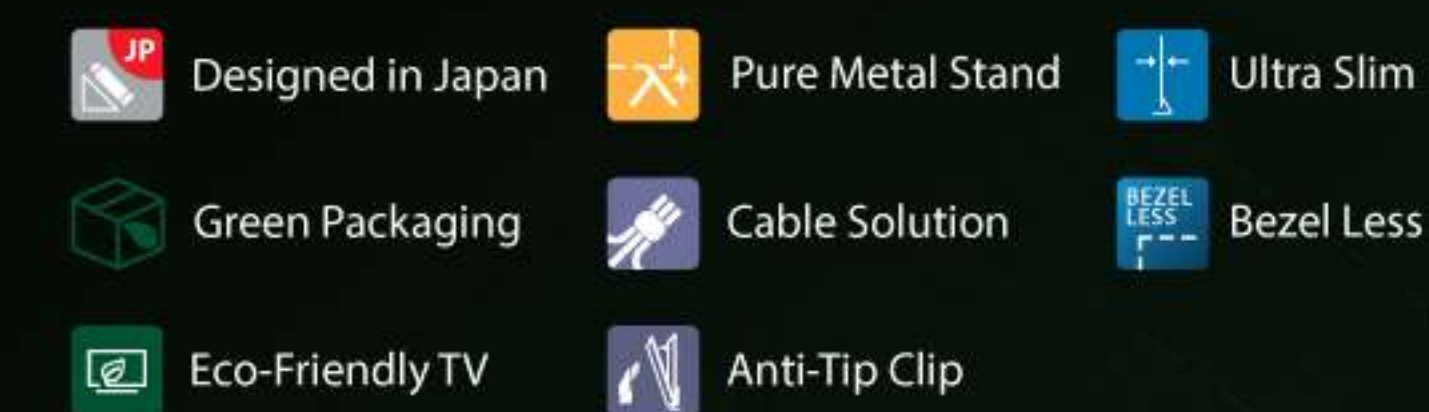 JP
Designed in Japan
Pure Metal Stand
Ultra Slim
Green Packaging
Cable Solution
BEZEL
LESS
Bezel Less
Eco-Friendly TV
Anti-Tip Clip